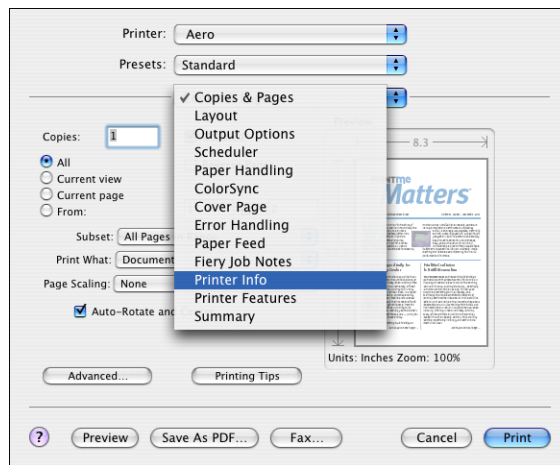 Printer: Aero
Presets: Standard
✓ Copies & Pages
Layout
Output Options
Scheduler
Paper Handling
ColorSync
Cover Page
Error Handling
Paper Feed
Fiery Job Notes
Printer Info
Printer Features
Summary
Copies: 1
All
Current view
Current page
From:
Subset: All Pages
Print What: Document
Page Scaling: None
Auto-Rotate and
Preview
8.3
Matters
Units: Inches Zoom: 100%
Advanced...
Printing Tips
?
Preview
Save As PDF...
Fax...
Cancel
Print